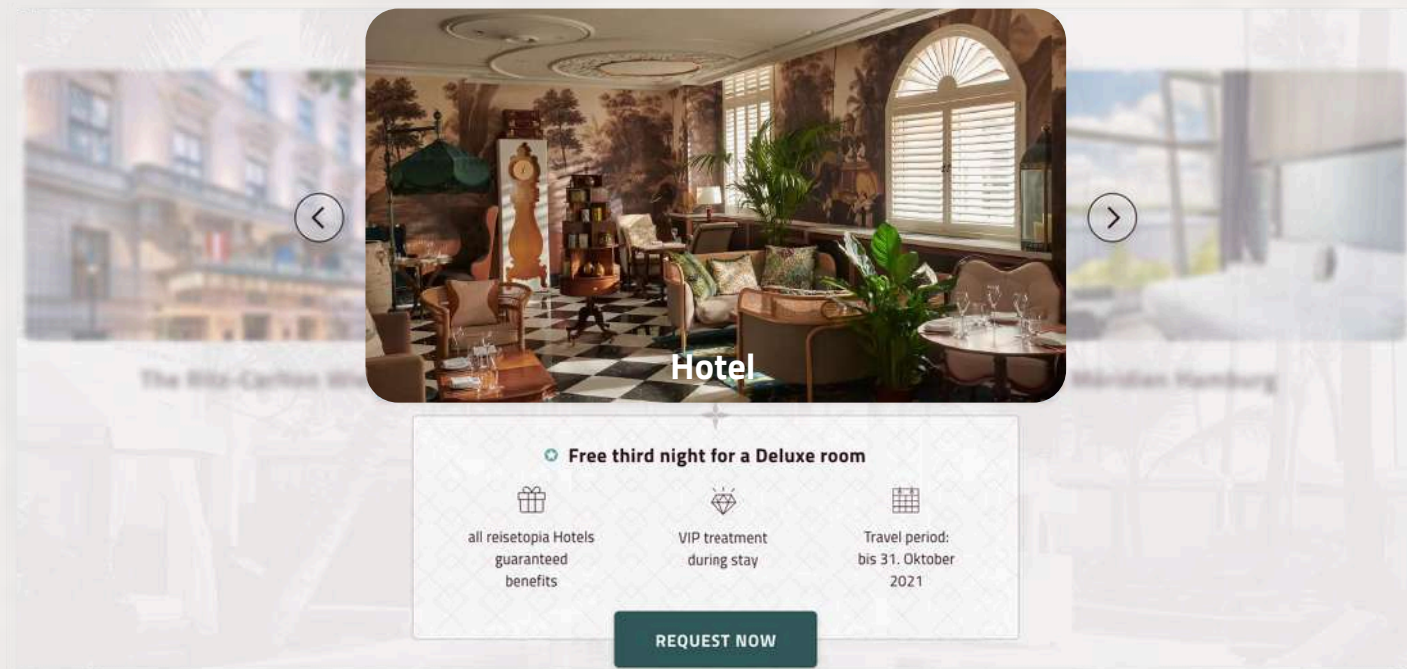 Hotel
Free third night for a Deluxe room
all reisetopia Hotels
guaranteed
benefits
VIP treatment
during stay
Travel period:
bis 31. Oktober
2021
REQUEST NOW